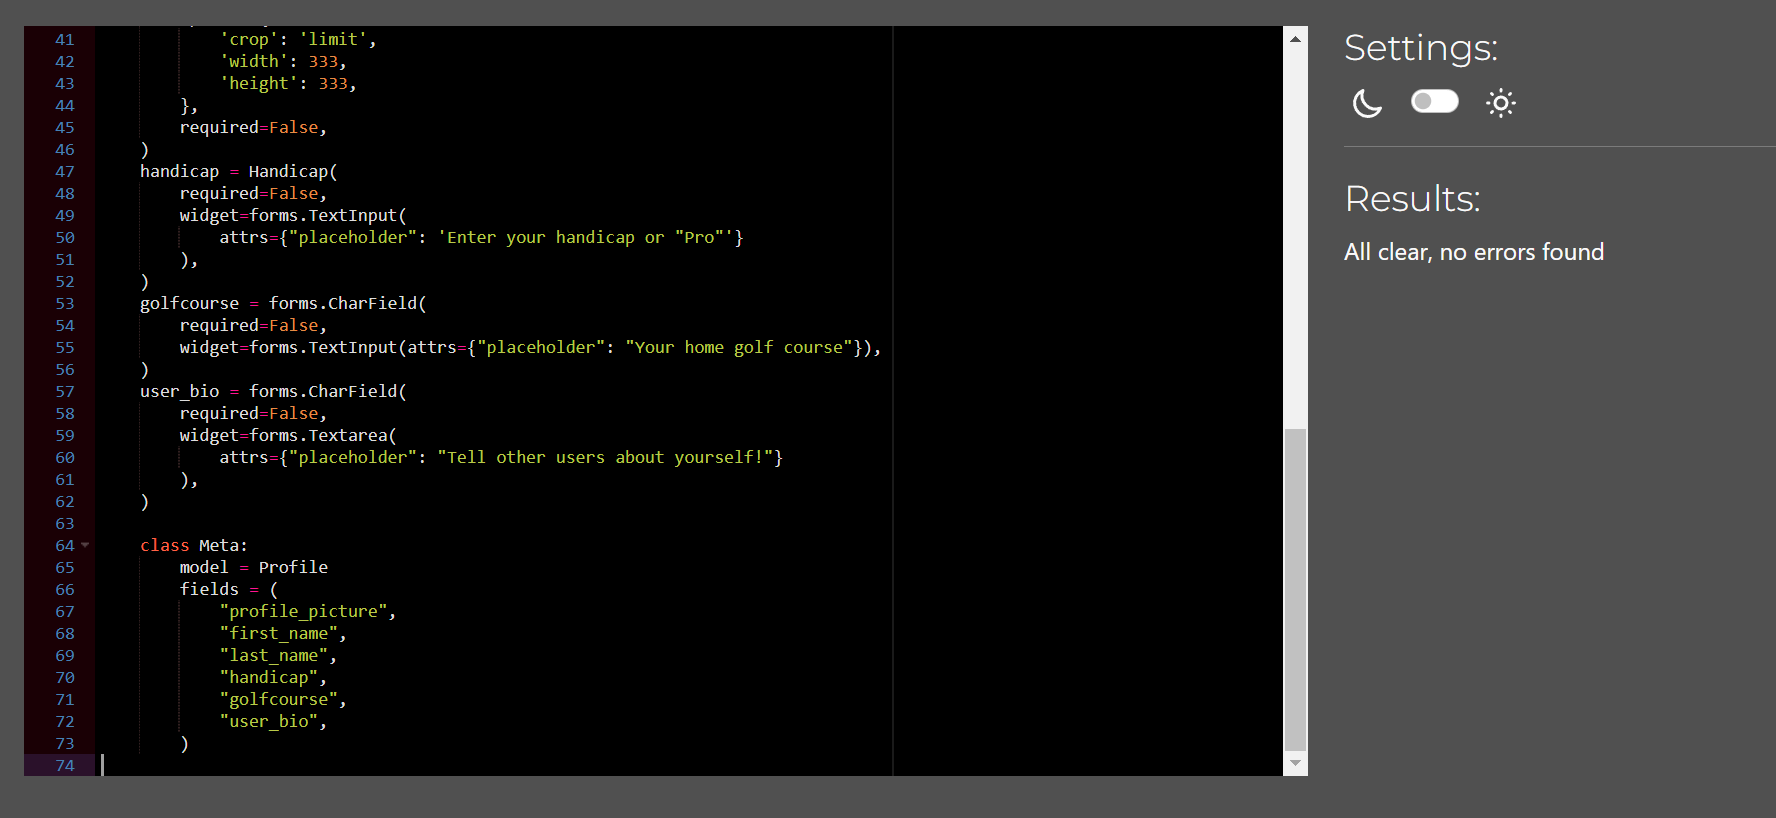 41 'crop': 'limit',
42 'width': 333,
43 'height': 333,
44 },
45 required=False,
46 )
47 handicap = Handicap(
48 required=False,
49 widget=forms.TextInput(
50 attrs={"placeholder": 'Enter your handicap or "Pro"'}
51 ),
52 )
53 golfcourse = forms.CharField(
54 required=False,
55 widget=forms.TextInput(attrs={"placeholder": "Your home golf course"}),
56 )
57 user_bio = forms.CharField(
58 required=False,
59 widget=forms.Textarea(
60 attrs={"placeholder": "Tell other users about yourself!"}
61 ),
62 )
63
64 class Meta:
65 model = Profile
66 fields = (
67 "profile_picture",
68 "first_name",
69 "last_name",
70 "handicap",
71 "golfcourse",
72 "user_bio",
73 )
74
Settings:
Results:
All clear, no errors found